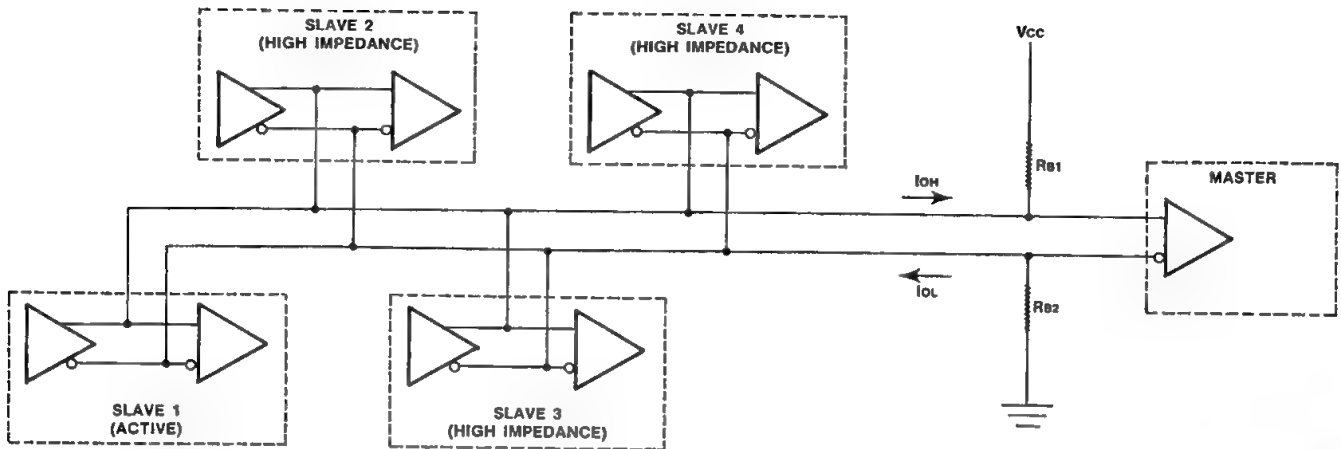 SLAVE 2
(HIGH IMPEDANCE)
SLAVE 4
(HIGH IMPEDANCE)
VCC
RB1
MASTER
IOH
IOL
RB2
SLAVE 1
(ACTIVE)
SLAVE 3
(HIGH IMPEDANCE)